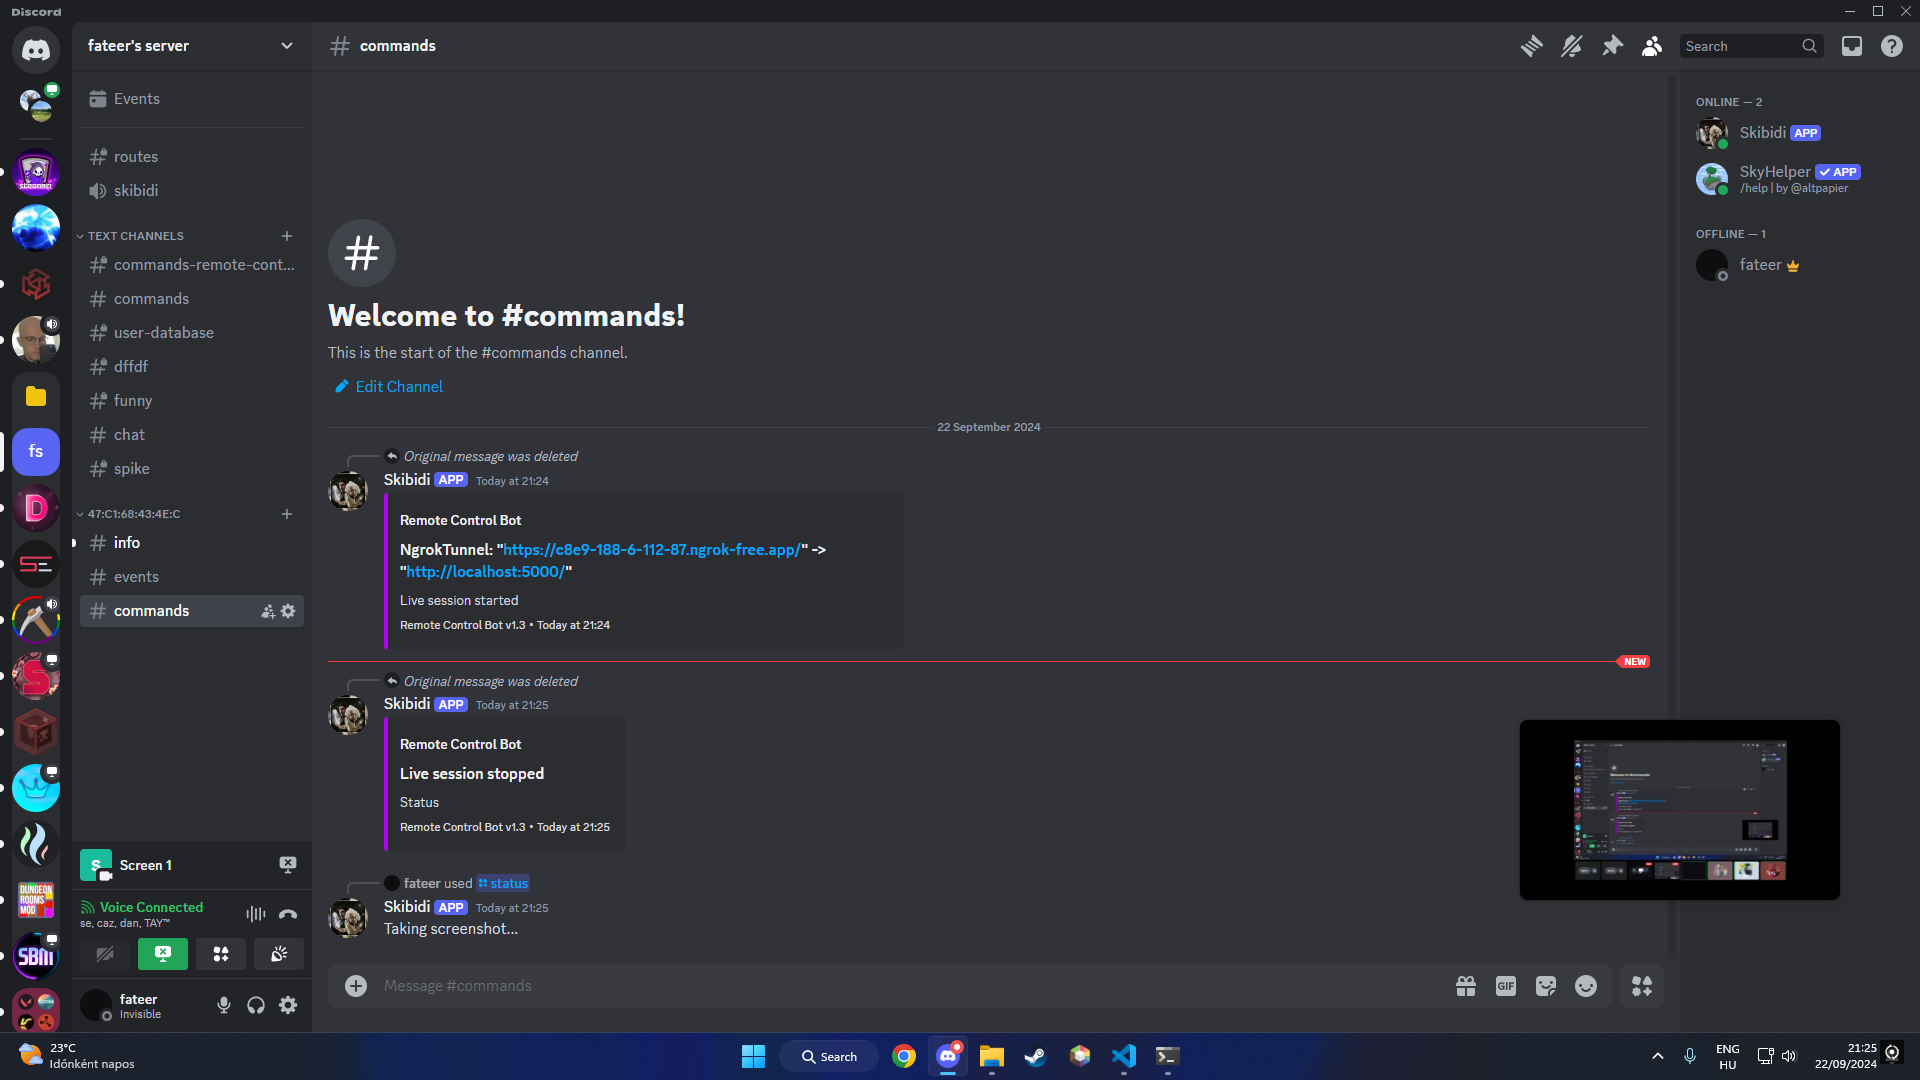 Discord
fateer's server
Events
routes
skibidi
TEXT CHANNELS
commands-remote-cont...
commands
user-database
dffdf
funny
chat
spike
47:C1:68:43:4E:C
info
events
commands
Screen 1
Voice Connected
se, caz, dan, TAY™
fateer
Invisible
commands
Search
Welcome to #commands!
This is the start of the #commands channel.
Edit Channel
22 September 2024
Original message was deleted
Skibidi APP Today at 21:24
Remote Control Bot
NgrokTunnel: "https://c8e9-188-6-112-87.ngrok-free.app/" ->
"http://localhost:5000/"
Live session started
Remote Control Bot v1.3 • Today at 21:24
NEW
Original message was deleted
Skibidi APP Today at 21:25
Remote Control Bot
Live session stopped
Status
Remote Control Bot v1.3 • Today at 21:25
fateer used status
Skibidi APP Today at 21:25
Taking screenshot...
Message #commands
GIF
ONLINE — 2
Skibidi APP
SkyHelper APP
/help | by @altpapier
OFFLINE — 1
fateer
fs
D
S
DUNGEON
ROOMS
MOD
SBM
23°C
Időnként napos
Search
ENG
HU
21:25
22/09/2024